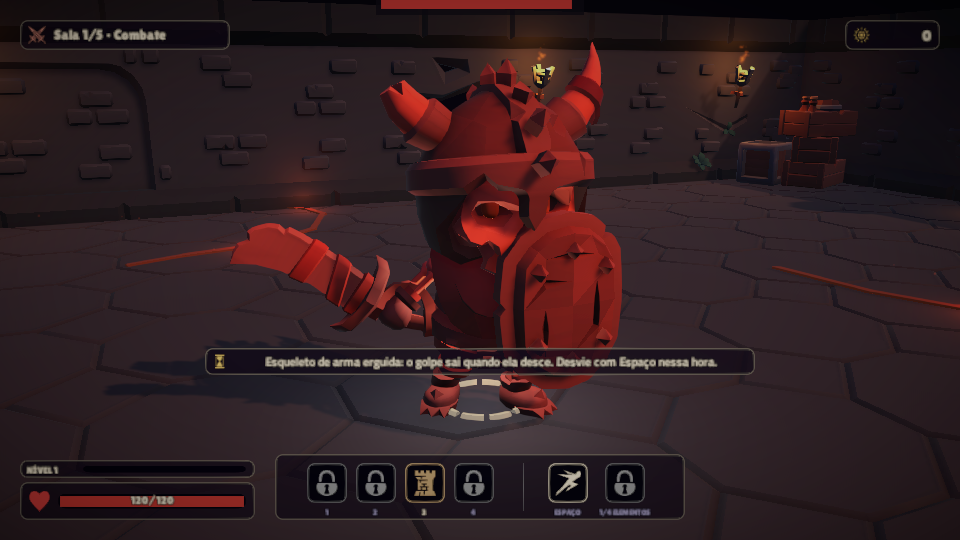 Sala 1/5 - Combate
0
Esqueleto de arma erguida: o golpe sai quando ela desce. Desvie com Espaço nessa hora.
NÍVEL 1
120/120
1 2 3 4 ESPAÇO 1/4 ELEMENTOS